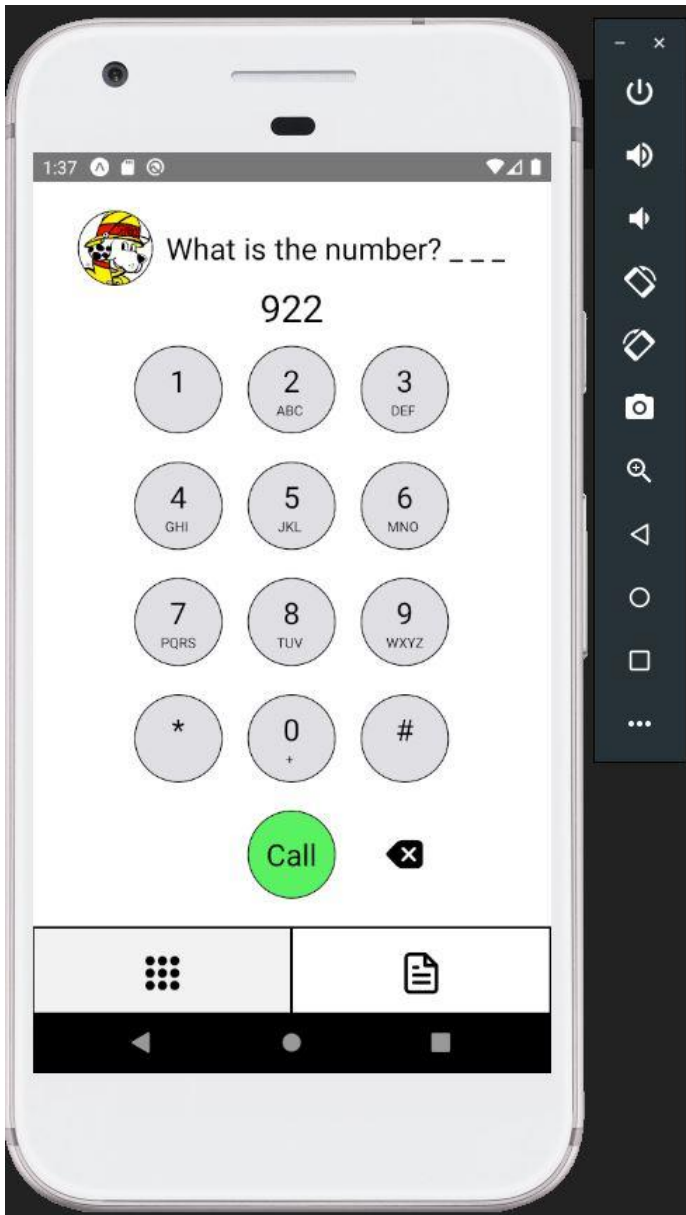 1:37
What is the number? _ _ _
922
1 2 3
ABC DEF
4 5 6
GHI JKL MNO
7 8 9
PQRS TUV WXYZ
* 0 #
+
Call